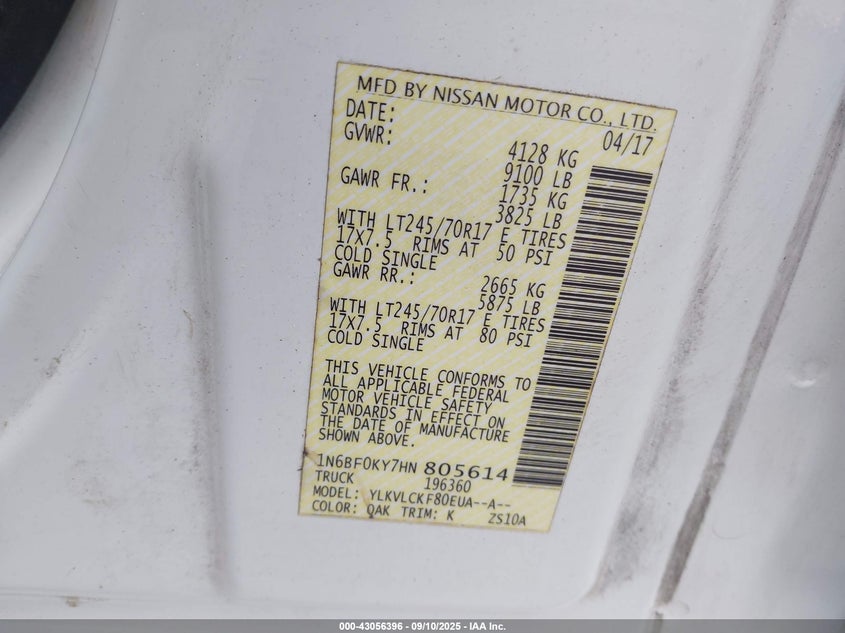 MFD BY NISSAN MOTOR CO., LTD.
DATE: 04/17
GVWR: 4128 KG
9100 LB
GAWR FR.: 1735 KG
3825 LB
WITH LT245/70R17 E TIRES
17X7.5 RIMS AT 50 PSI
COLD SINGLE
GAWR RR.: 2665 KG
5875 LB
WITH LT245/70R17 E TIRES
17X7.5 RIMS AT 80 PSI
COLD SINGLE
THIS VEHICLE CONFORMS TO
ALL APPLICABLE FEDERAL
MOTOR VEHICLE SAFETY
STANDARDS IN EFFECT ON
THE DATE OF MANUFACTURE
SHOWN ABOVE.
1N6BF0KY7HN 805614
TRUCK 196360
MODEL: YLKVLCKF80EUA--A--
COLOR: QAK TRIM: K ZS10A
000-43056396 - 09/10/2025 - IAA Inc.